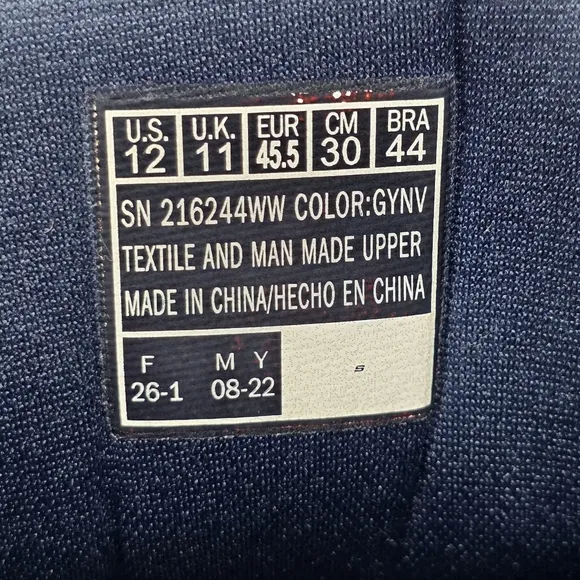 U.S. U.K. EUR CM BRA
12 11 45.5 30 44
SN 216244WW COLOR:GYNV
TEXTILE AND MAN MADE UPPER
MADE IN CHINA/HECHO EN CHINA
F M Y
26-1 08-22
S